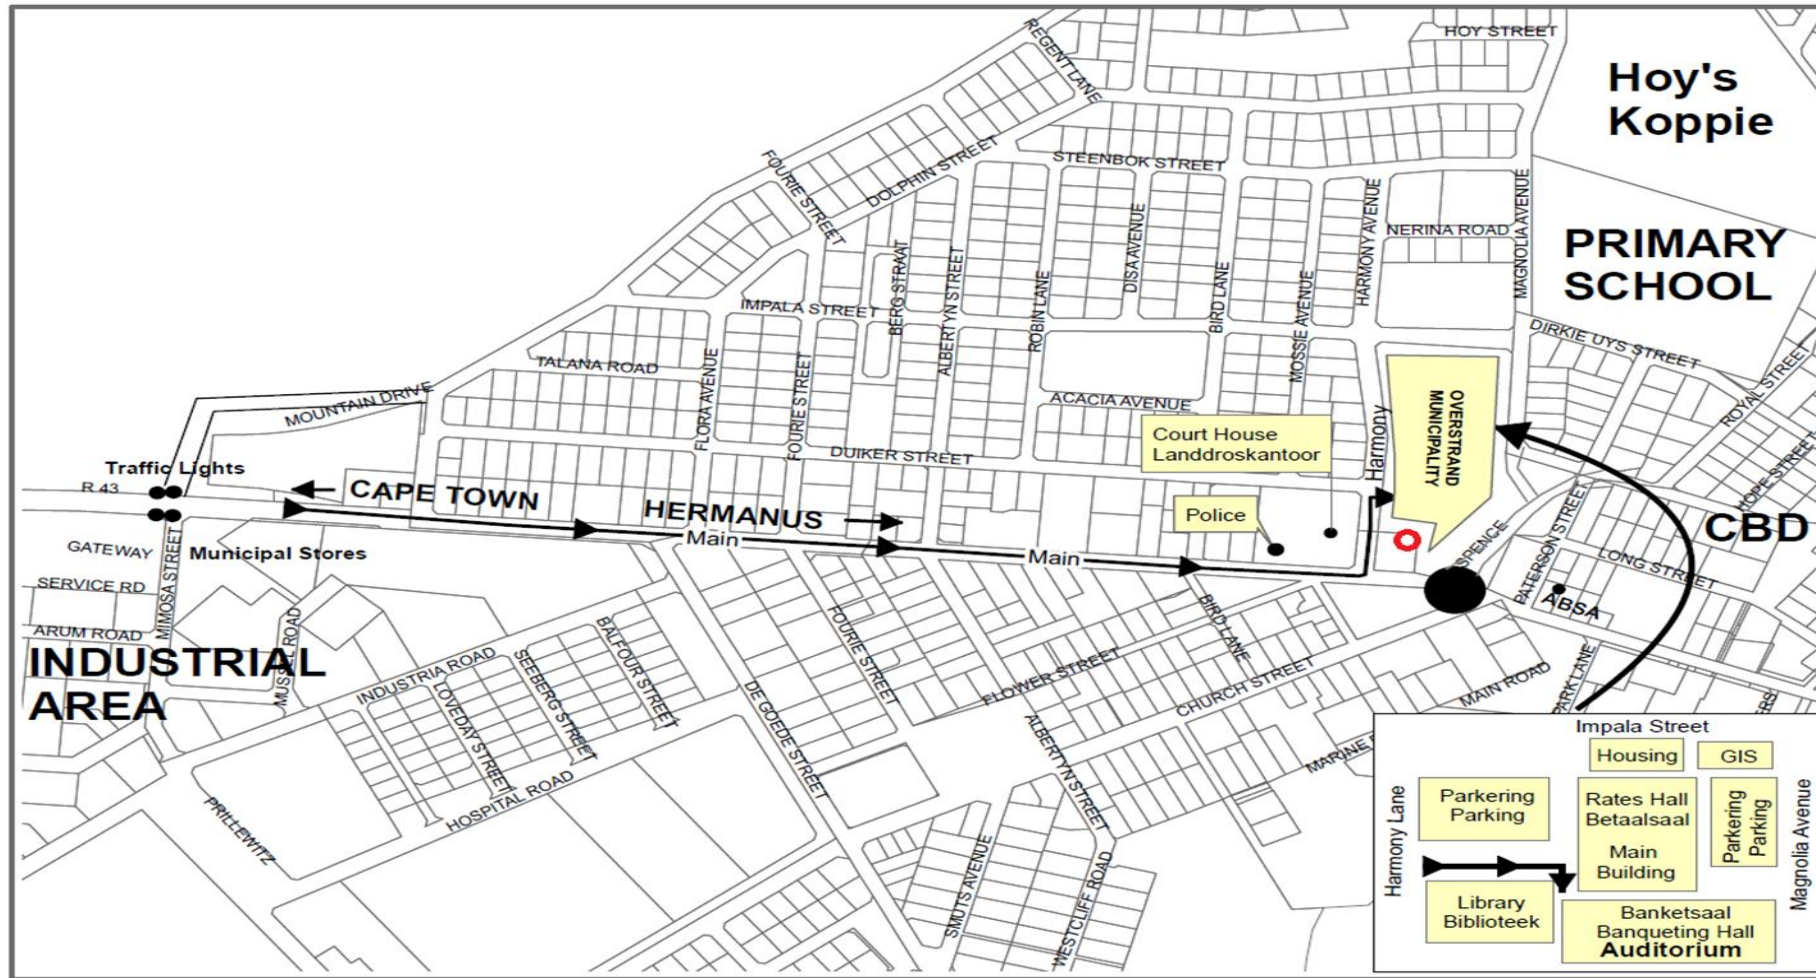 REGENT LANE
HOY STREET
Hoy's
Koppie
FOURIE STREET
DOLPHIN STREET
STEENBOK STREET
HARMONY AVENUE
MAGNOLIA AVENUE
NERINA ROAD
PRIMARY
SCHOOL
DISA AVENUE
BERG STRAAT
ALBERTYN STREET
ROBIN LANE
BIRD LANE
MOSSIE AVENUE
IMPALA STREET
DIRKIE UYS STREET
TALANA ROAD
FLORA AVENUE
FOURIE STREET
ROYAL STREET
MOUNTAIN DRIVE
ACACIA AVENUE
OVERSTRAND
MUNICIPALITY
Court House
Landdroskantoor
Harmony
DUIKER STREET
HOPE STREET
Traffic Lights
R 43
CAPE TOWN
HERMANUS
Main
Main
Police
SPENCE
PATERSON STREET
CBD
LONG STREET
GATEWAY
Municipal Stores
MIMOSA STREET
SERVICE RD
ARUM ROAD
INDUSTRIAL
AREA
MUSSEL ROAD
INDUSTRIA ROAD
LOVEDAY STREET
SEEBERG STREET
BALFOUR STREET
DE GOEDE STREET
FOURIE STREET
FLOWER STREET
BIRD LANE
CHURCH STREET
ABSA
MAIN ROAD
PARK LANE
ERS
ALBERTYN STREET
MARINE
HOSPITAL ROAD
PRILLEWITZ
SMUTS AVENUE
WESTCLIFF ROAD
Impala Street
Housing
GIS
Harmony Lane
Parkering
Parking
Rates Hall
Betaalsaal
Main
Building
Parkering
Parking
Magnolia Avenue
Library
Biblioteek
Banketsaal
Banqueting Hall
Auditorium